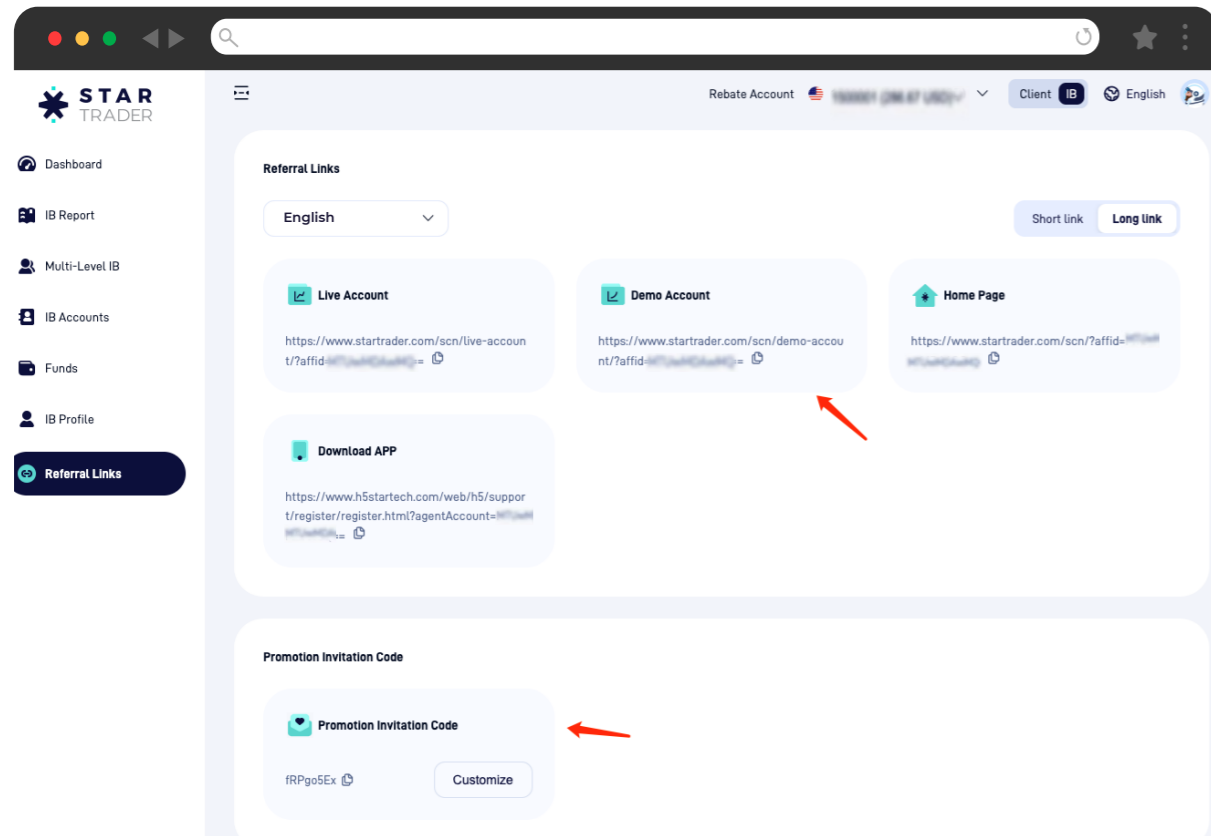 STAR
TRADER
Rebate Account
Client IB
English
Dashboard
IB Report
Multi-Level IB
IB Accounts
Funds
IB Profile
Referral Links
Referral Links
English
Short link Long link
Live Account
https://www.startrader.com/scn/live-accoun
t/?affid=
=
Demo Account
https://www.startrader.com/scn/demo-accou
nt/?affid=
=
Home Page
https://www.startrader.com/scn/?affid=
Download APP
https://www.h5startech.com/web/h5/suppor
t/register/register.html?agentAccount=
=
Promotion Invitation Code
Promotion Invitation Code
fRPgo5Ex
Customize